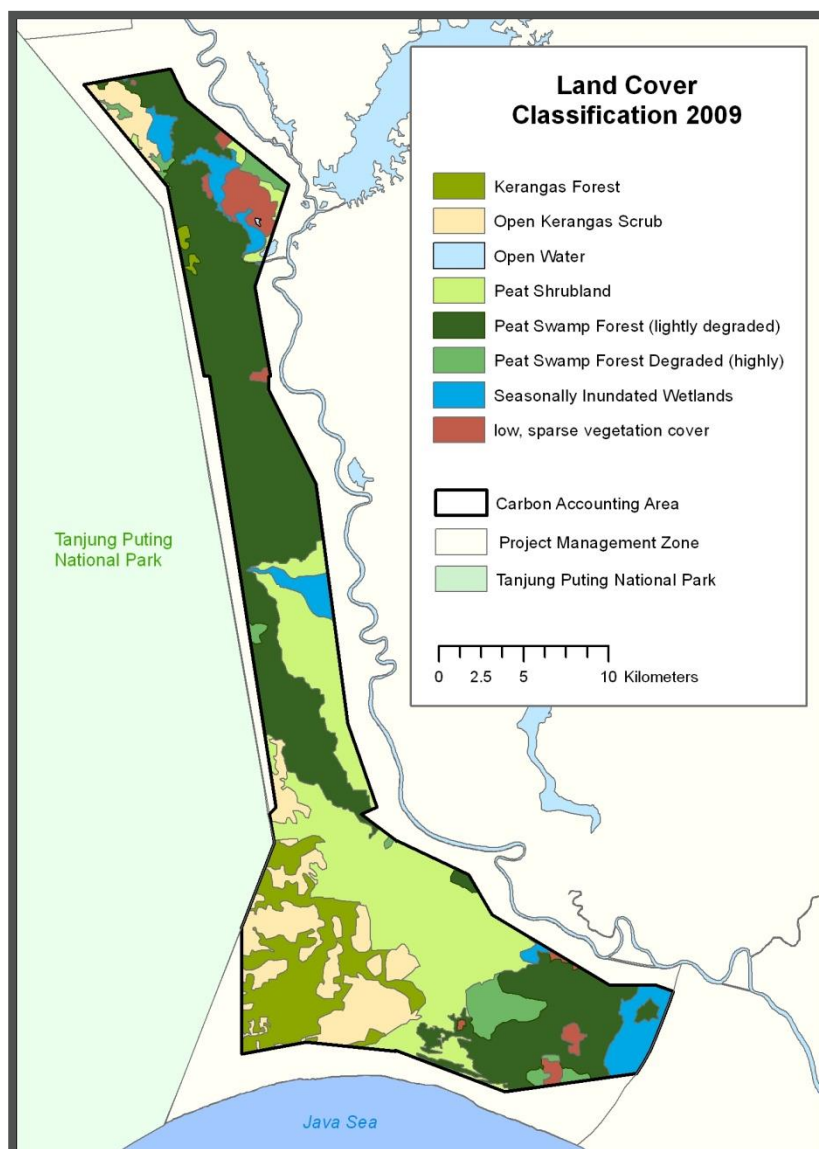 Land Cover
Classification 2009
Kerangas Forest
Open Kerangas Scrub
Open Water
Peat Shrubland
Peat Swamp Forest (lightly degraded)
Peat Swamp Forest Degraded (highly)
Seasonally Inundated Wetlands
low, sparse vegetation cover
Carbon Accounting Area
Project Management Zone
Tanjung Puting National Park
0 2.5 5 10 Kilometers
Tanjung Puting
National Park
Java Sea